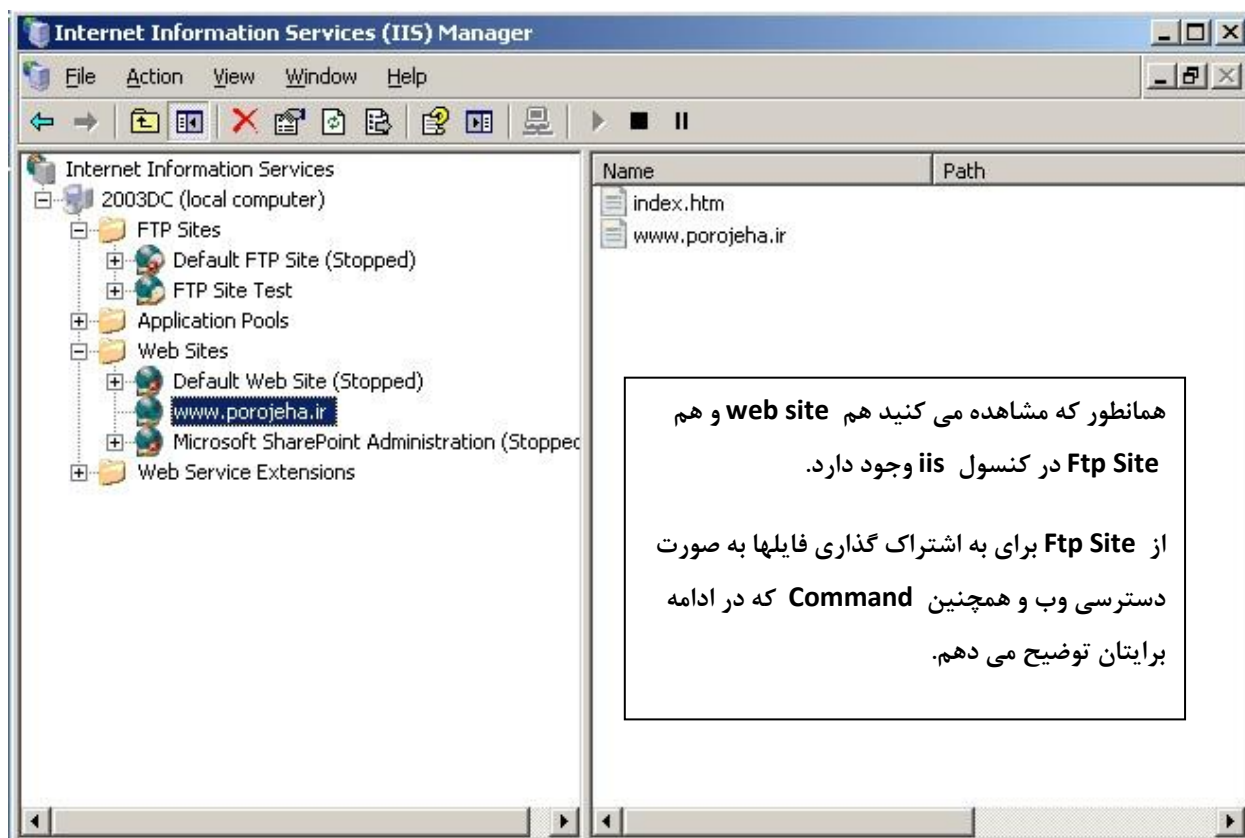 Internet Information Services (IIS) Manager
File Action View Window Help
Internet Information Services
2003DC (local computer)
FTP Sites
Default FTP Site (Stopped)
FTP Site Test
Application Pools
Web Sites
Default Web Site (Stopped)
www.porojeha.ir
Microsoft SharePoint Administration (Stopped
Web Service Extensions
Name Path
index.htm
www.porojeha.ir
همانطور که مشاهده می کنید هم web site و هم
Ftp Site در کنسول iis وجود دارد.
از Ftp Site برای به اشتراک گذاری فایلها به صورت
دسترسی وب و همچنین Command که در ادامه
برایتان توضیح می دهم.